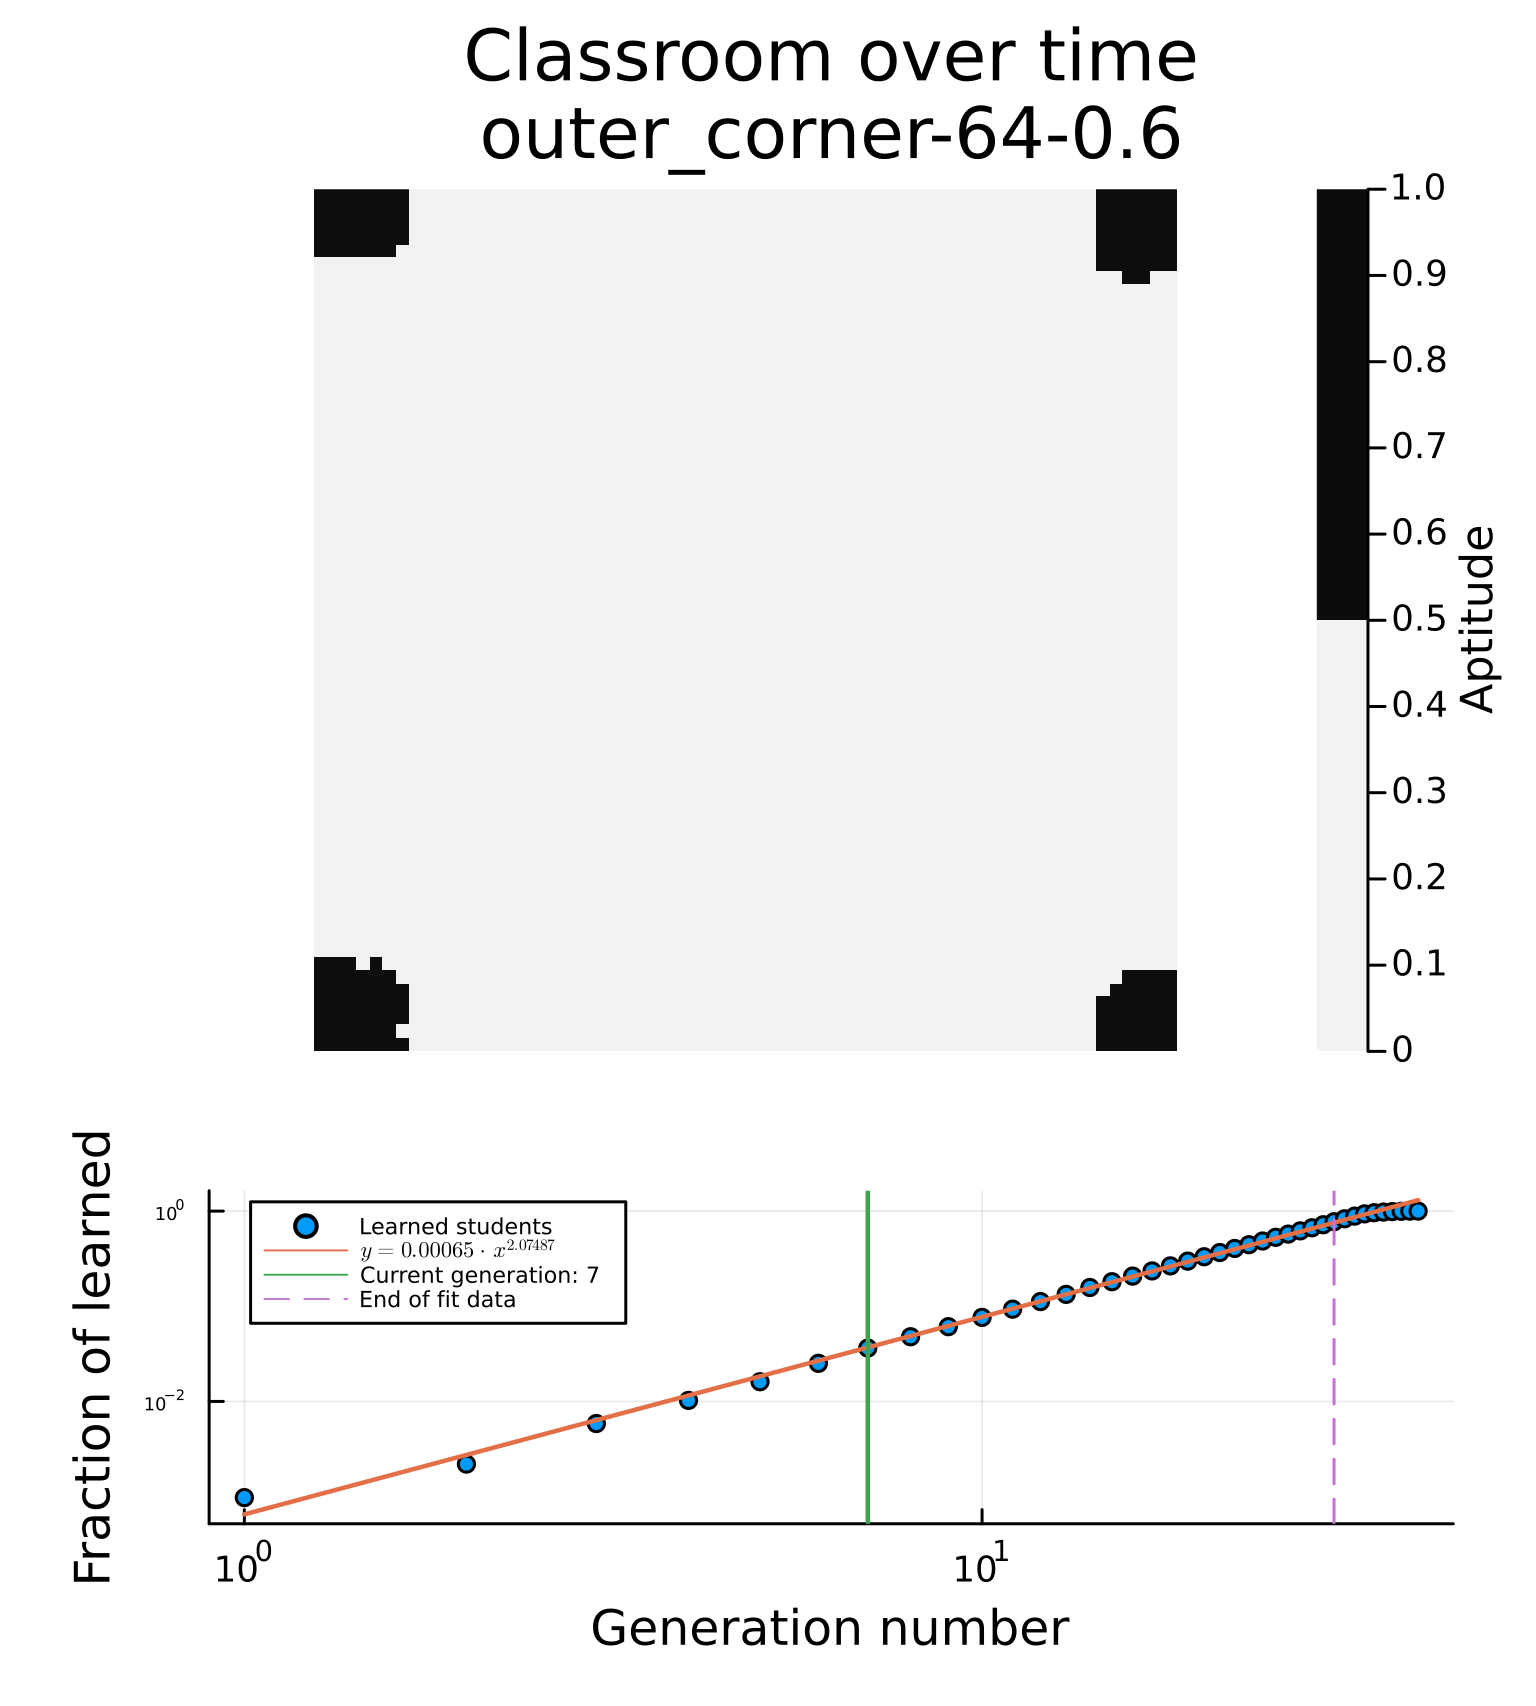 Classroom over time
outer_corner-64-0.6
1.0
0.9
0.8
0.7
0.6
0.5
0.4
0.3
0.2
0.1
0
Aptitude
Fraction of learned
10⁰
10⁻²
Learned students
y = 0.00065 · x^2.07487
Current generation: 7
End of fit data
10⁰
10¹
Generation number